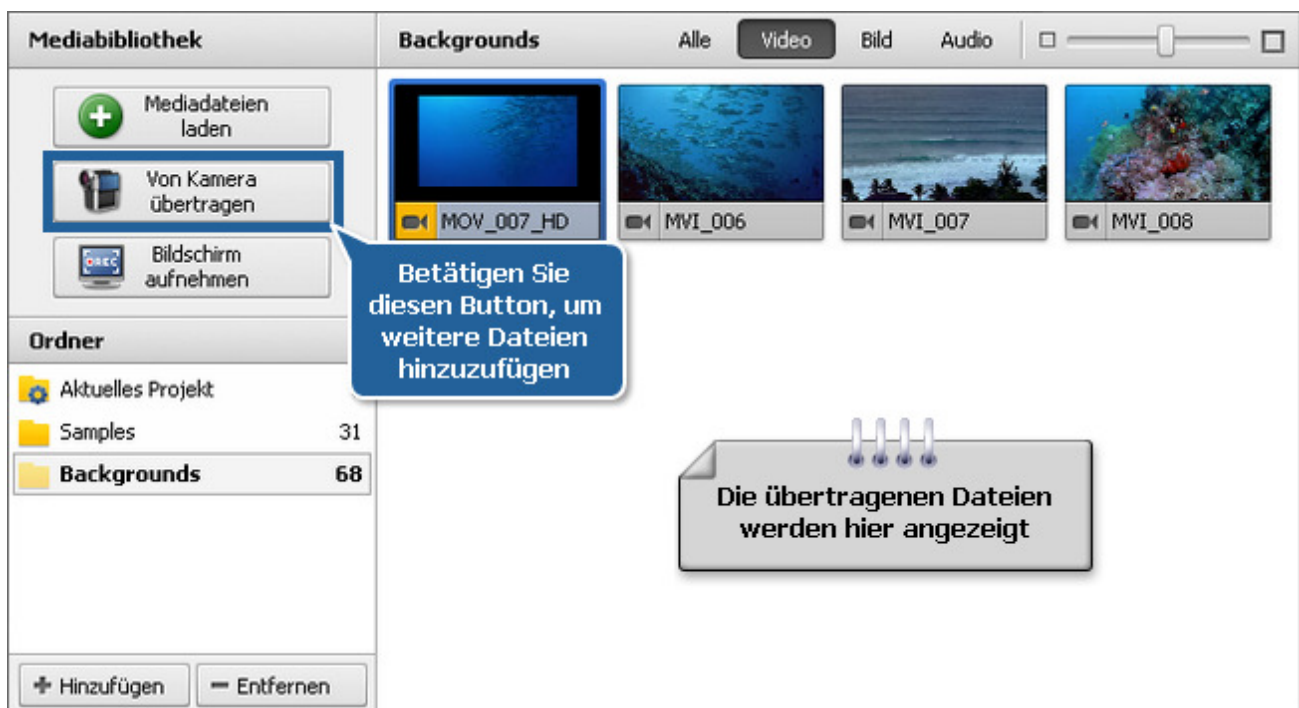 Mediabibliothek
Backgrounds
Alle
Video
Bild
Audio
Mediadateien
laden
Von Kamera
übertragen
Bildschirm
aufnehmen
MOV_007_HD
MVI_006
MVI_007
MVI_008
Betätigen Sie
diesen Button, um
weitere Dateien
hinzuzufügen
Ordner
Aktuelles Projekt
Samples 31
Backgrounds 68
Die übertragenen Dateien
werden hier angezeigt
Hinzufügen
Entfernen